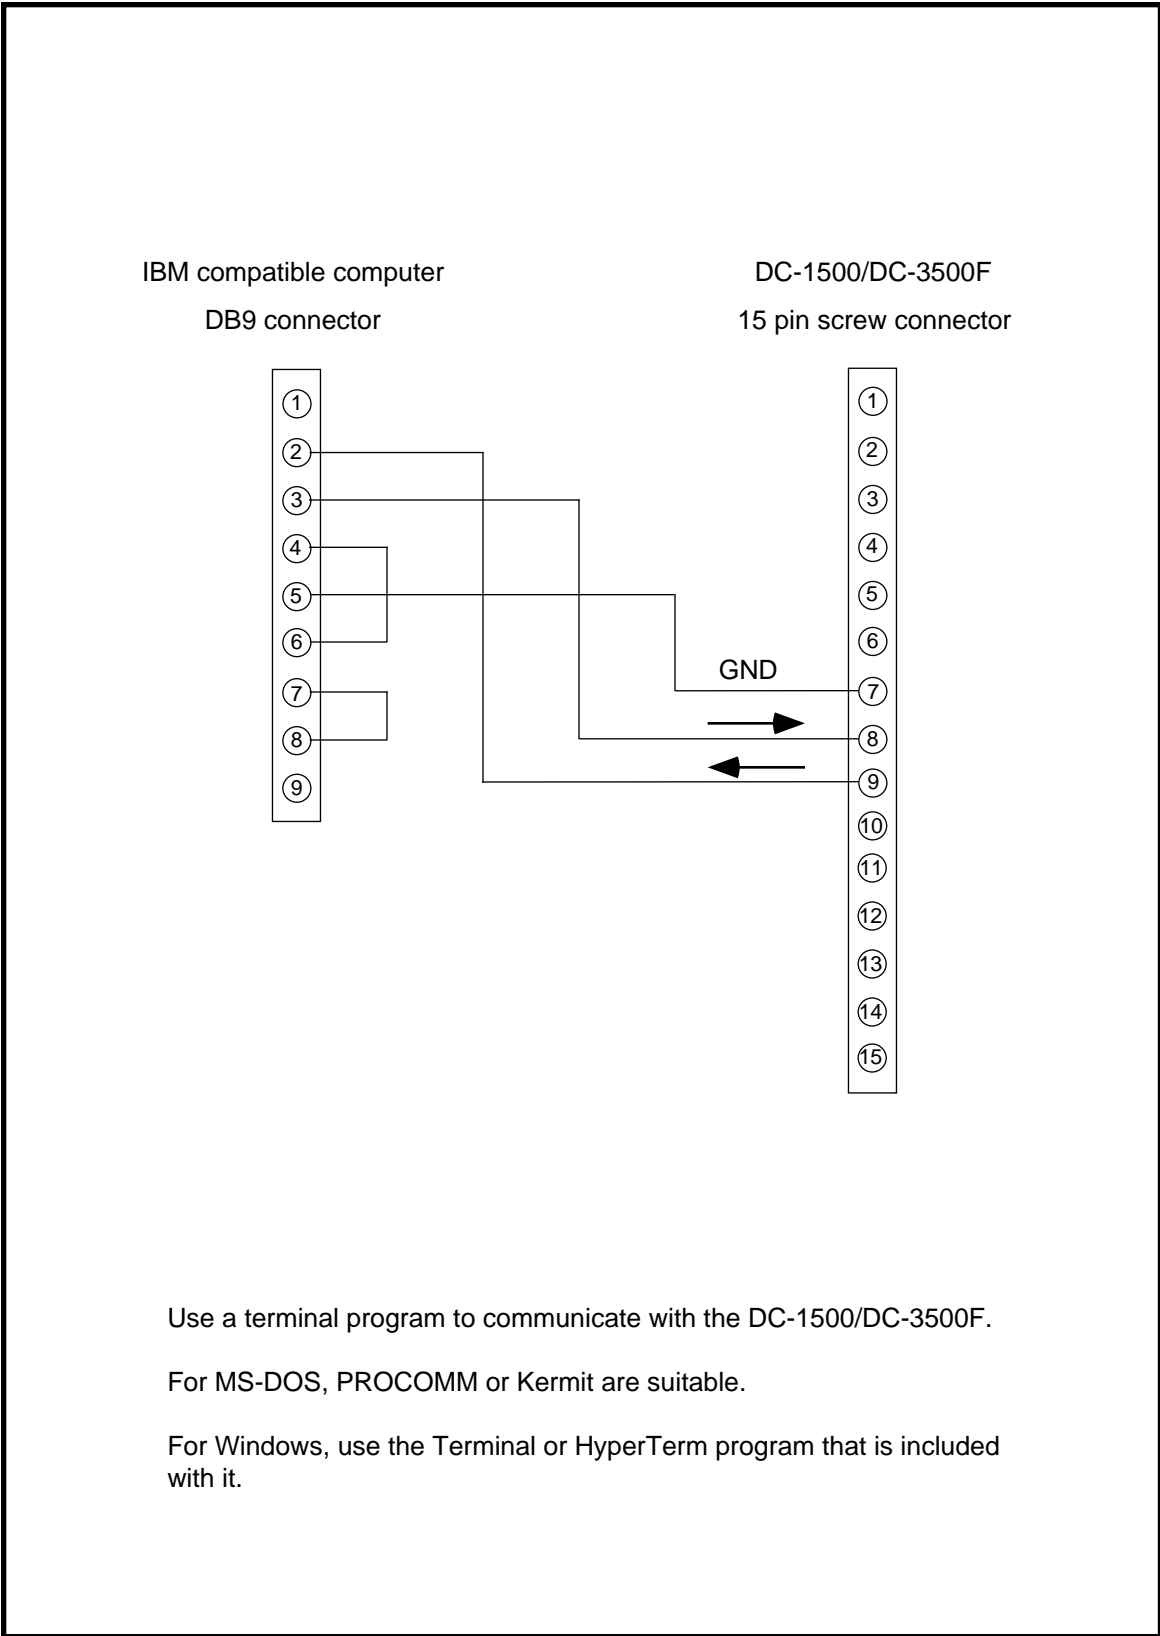 IBM compatible computer
DB9 connector
DC-1500/DC-3500F
15 pin screw connector
1
2
3
4
5
6
7
8
9
GND
1
2
3
4
5
6
7
8
9
10
11
12
13
14
15
Use a terminal program to communicate with the DC-1500/DC-3500F.
For MS-DOS, PROCOMM or Kermit are suitable.
For Windows, use the Terminal or HyperTerm program that is included
with it.